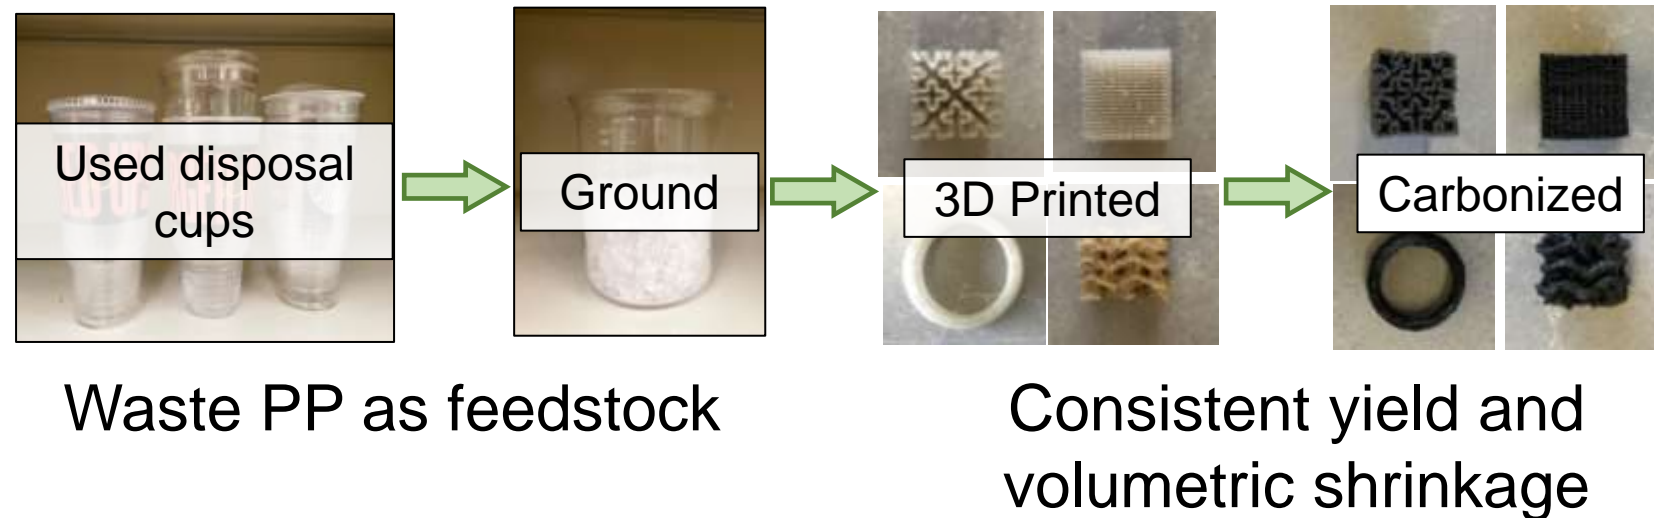 Used disposal
cups
Ground
3D Printed
Carbonized
Waste PP as feedstock
Consistent yield and
volumetric shrinkage